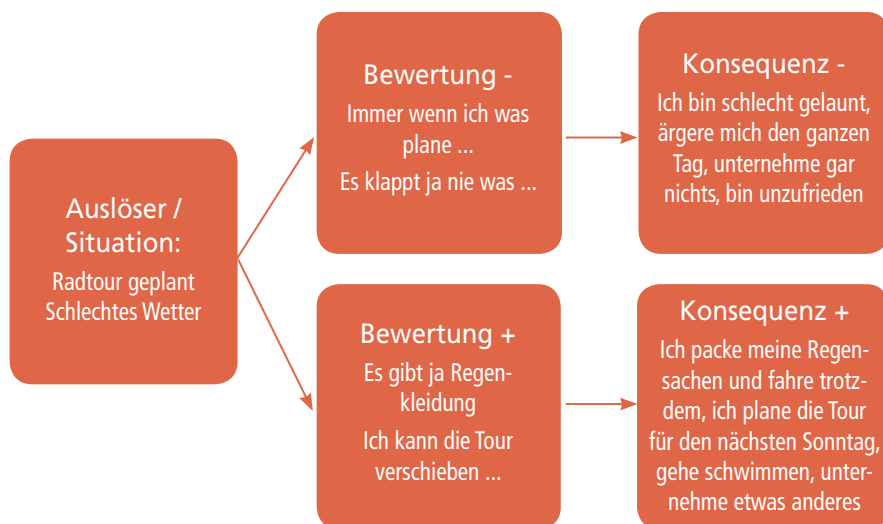 Auslöser /
Situation:
Radtour geplant
Schlechtes Wetter
Bewertung -
Immer wenn ich was
plane ...
Es klappt ja nie was ...
Konsequenz -
Ich bin schlecht gelaunt,
ärgere mich den ganzen
Tag, unternehme gar
nichts, bin unzufrieden
Bewertung +
Es gibt ja Regen-
kleidung
Ich kann die Tour
verschieben ...
Konsequenz +
Ich packe meine Regen-
sachen und fahre trotz-
dem, ich plane die Tour
für den nächsten Sonntag,
gehe schwimmen, unter-
nehme etwas anderes